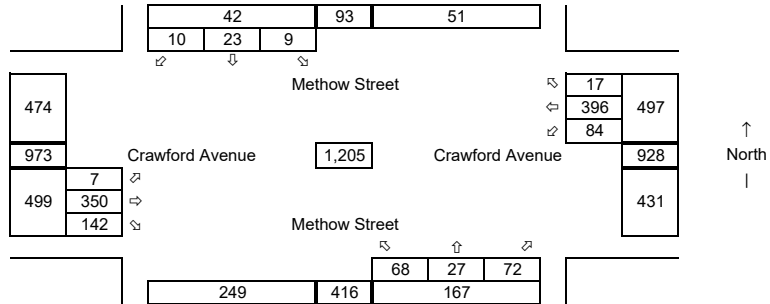 42 93 51
10 23 9
⬃ ⇩ ⬂
Methow Street
⬁ 17
474 ⇦ 396 497
⬃ 84
↑
973 Crawford Avenue 1,205 Crawford Avenue 928 North
7 ⬀
|
499 350 ⇨ 431
142 ⬂ Methow Street
⬁ ⇧ ⬀
68 27 72
249 416 167